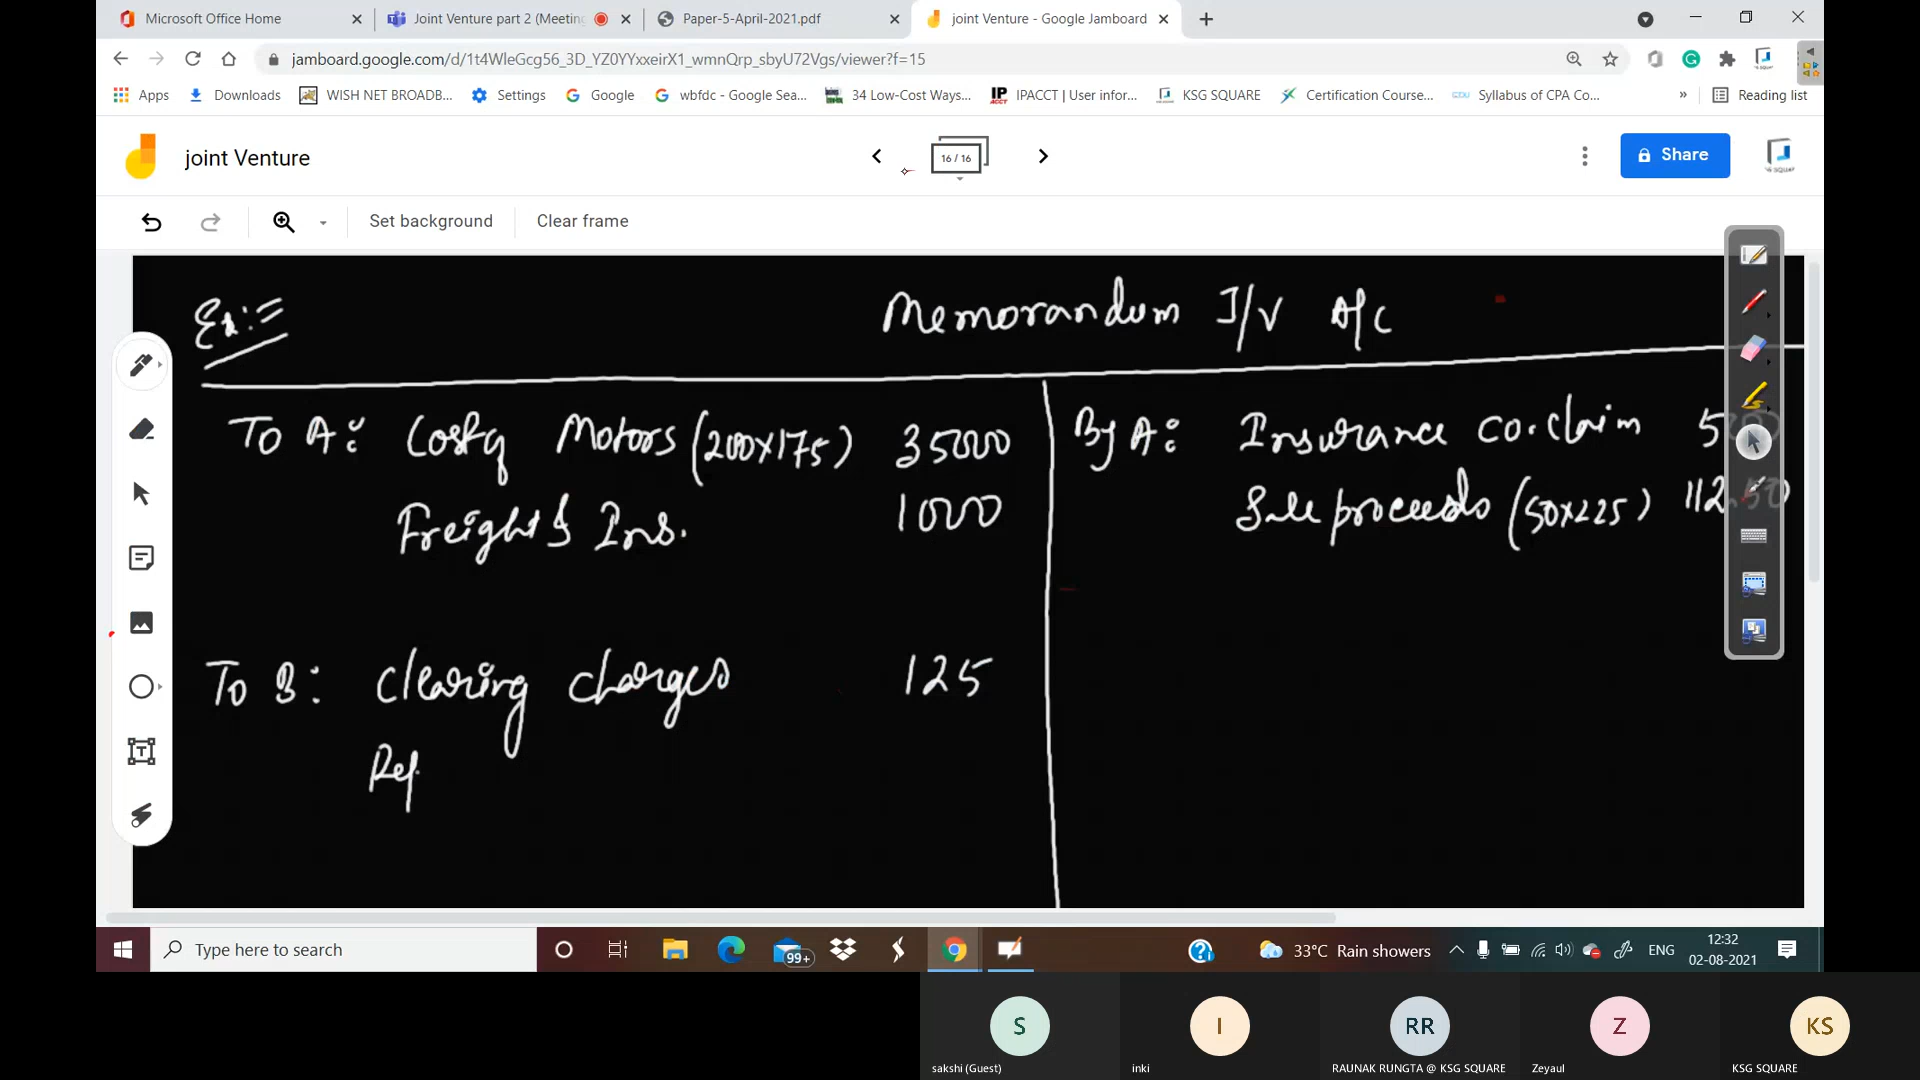 Microsoft Office Home
Joint Venture part 2 (Meetin
Paper-5-April-2021.pdf
joint Venture - Google Jamboard
jamboard.google.com/d/1t4WleGcg56_3D_YZ0YYxxeirX1_wmnQrp_sbyU72Vgs/viewer?f=15
Apps Downloads WISH NET BROADB... Settings Google wbfdc - Google Sea... 34 Low-Cost Ways... IPACCT | User infor... KSG SQUARE Certification Course... Syllabus of CPA Co... » Reading list
joint Venture
16 / 16
Share
Set background Clear frame
Ex:=
Memorandum J/V A/C
To A: Cost of Motors (200x175) 35000
Freight & Ins. 1000
By A: Insurance co. claim
Sale proceeds (50x225)
To B: Clearing charges 125
Rep
Type here to search
99+
33°C Rain showers
ENG
12:32
02-08-2021
S
I
RR
Z
KS
sakshi (Guest)
inki
RAUNAK RUNGTA @ KSG SQUARE
Zeyaul
KSG SQUARE